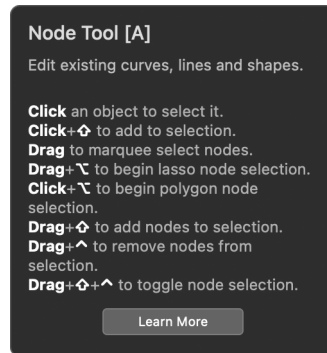 Node Tool [A]
Edit existing curves, lines and shapes.
Click an object to select it.
Click+⇧ to add to selection.
Drag to marquee select nodes.
Drag+⌥ to begin lasso node selection.
Click+⌥ to begin polygon node
selection.
Drag+⇧ to add nodes to selection.
Drag+⌃ to remove nodes from
selection.
Drag+⇧+⌃ to toggle node selection.
Learn More